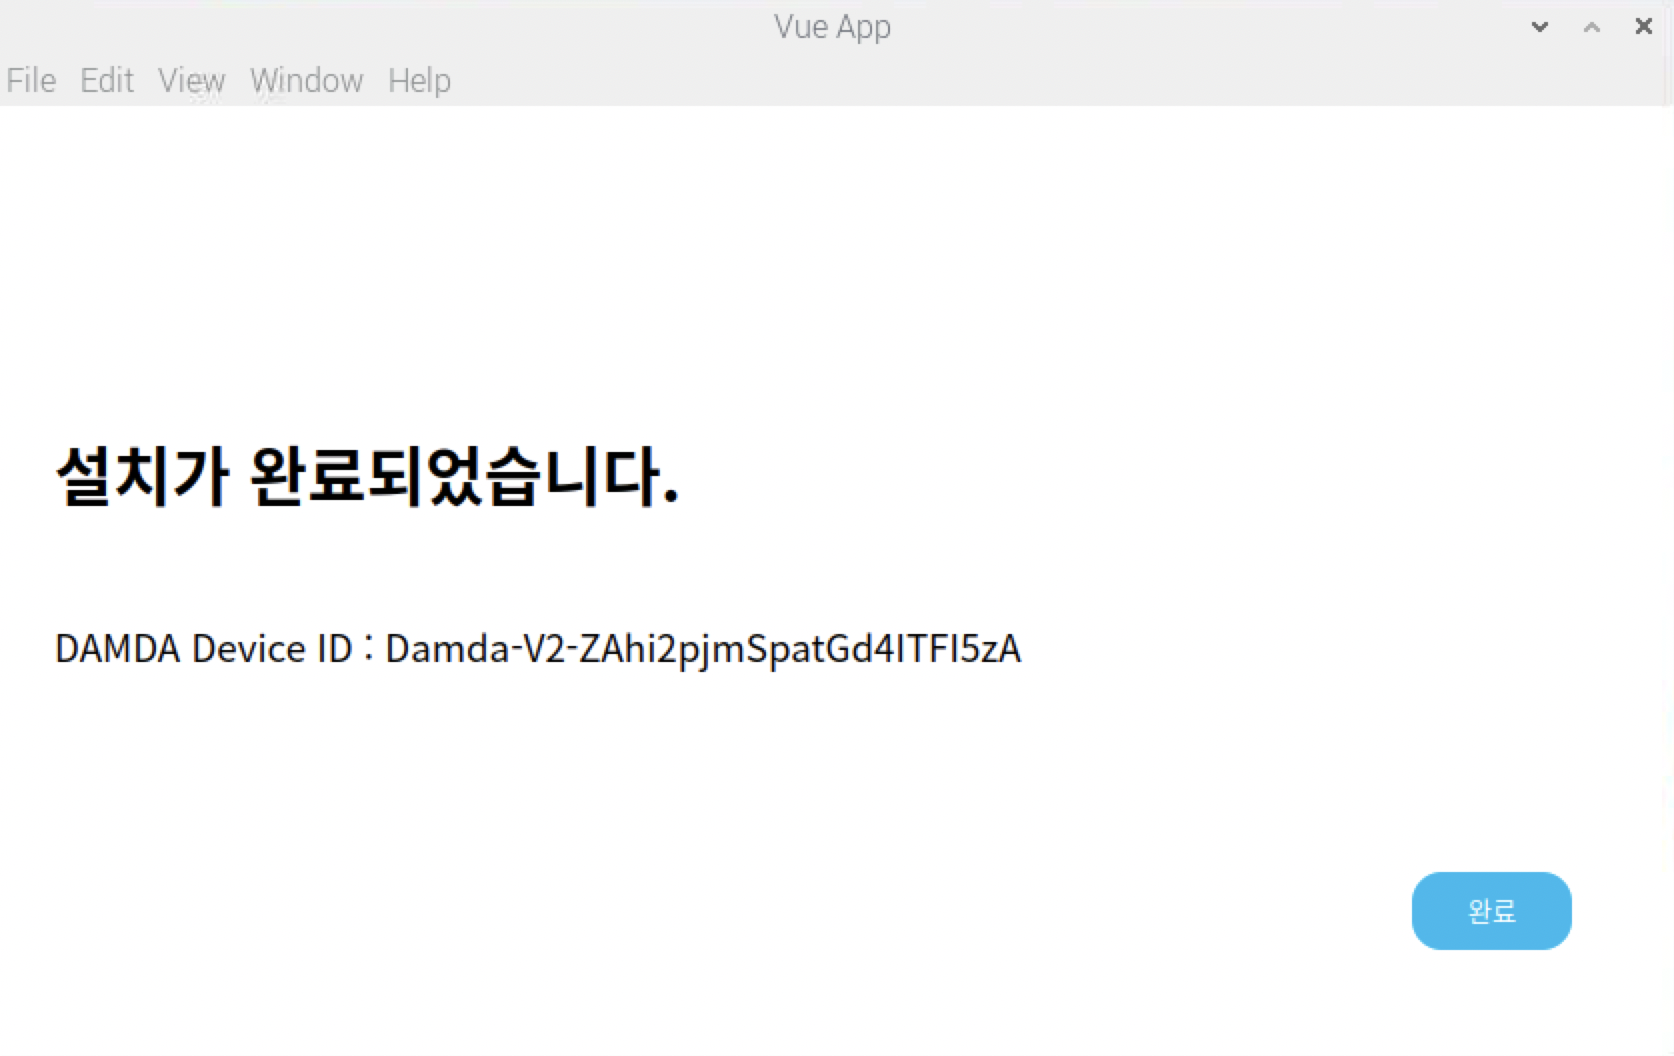 Vue App
File Edit View Window Help
설치가 완료되었습니다.
DAMDA Device ID : Damda-V2-ZAhi2pjmSpatGd4ITFI5zA
완료